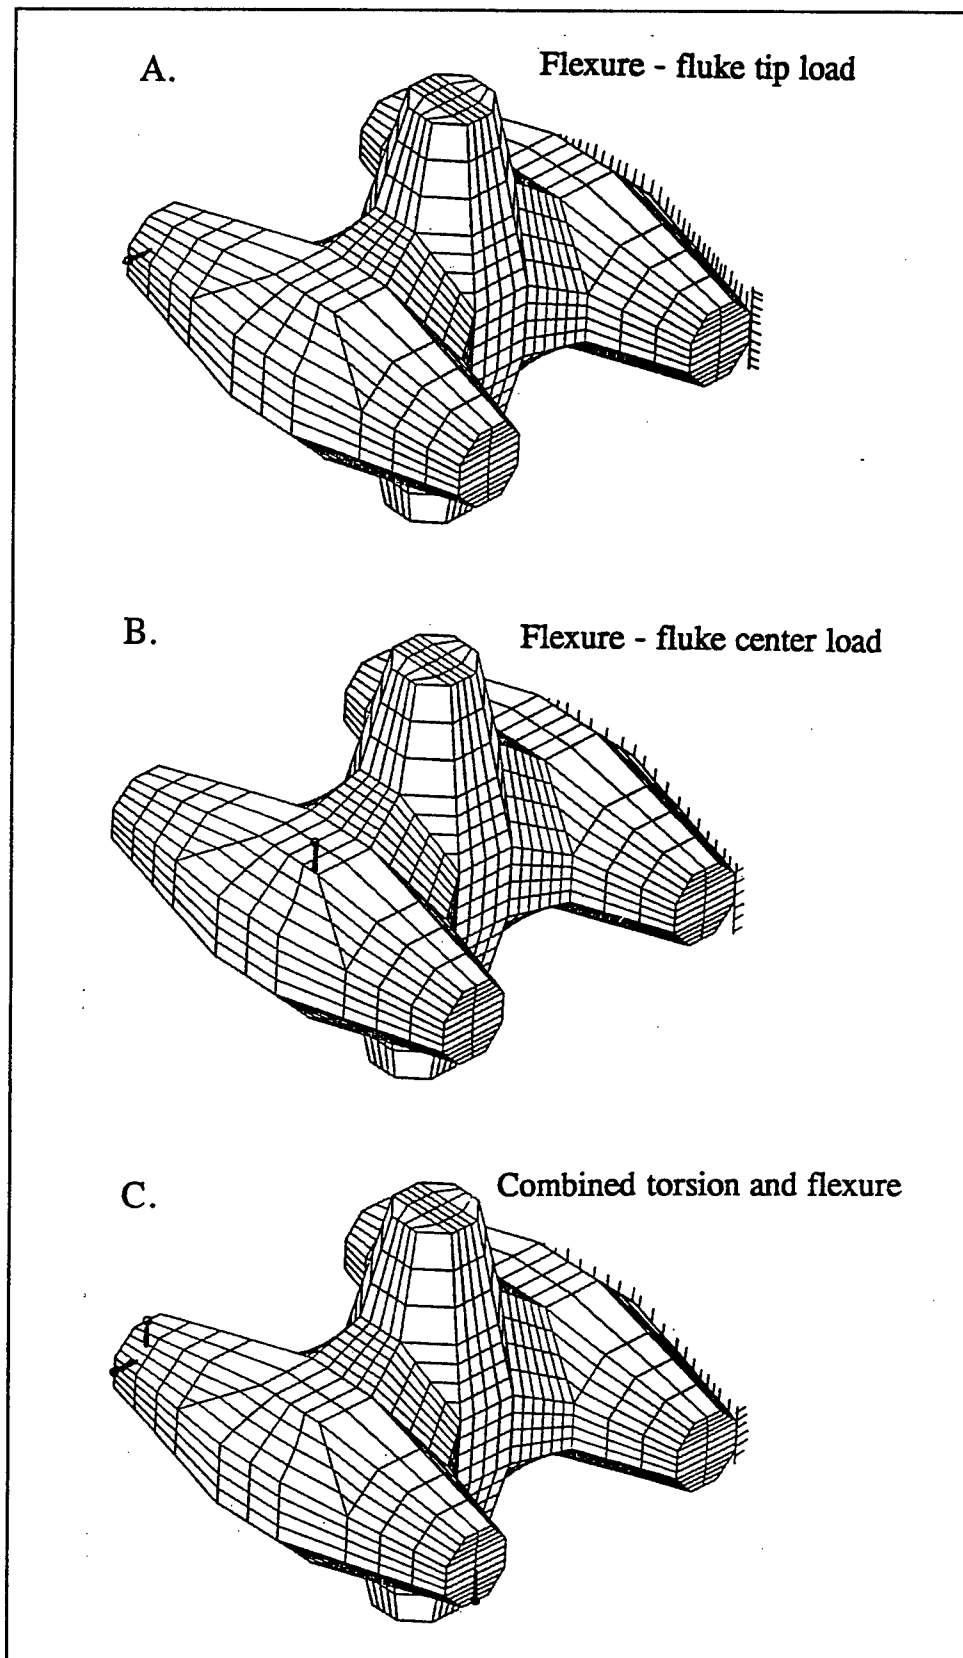 A.
Flexure - fluke tip load
B.
Flexure - fluke center load
C.
Combined torsion and flexure